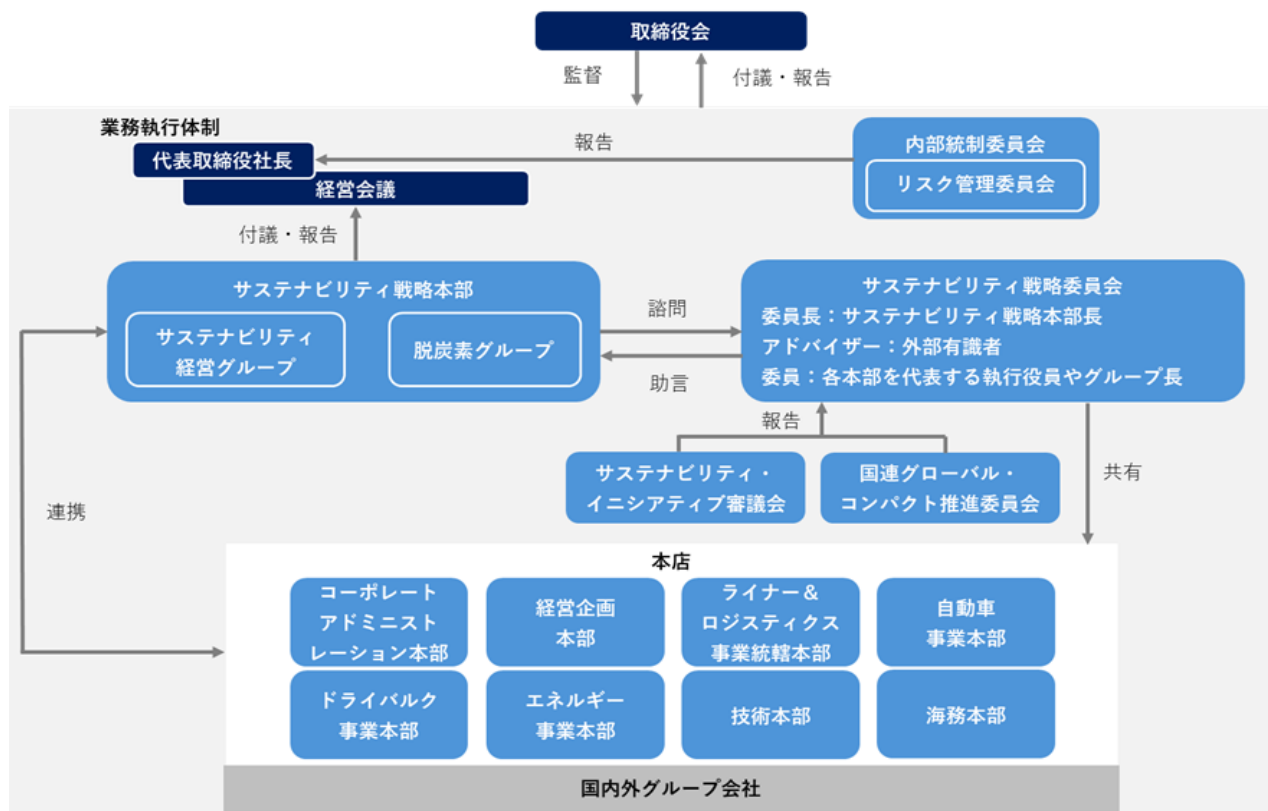 取締役会
監督
付議・報告
業務執行体制
代表取締役社長
経営会議
報告
内部統制委員会
リスク管理委員会
付議・報告
サステナビリティ戦略本部
サステナビリティ
経営グループ
脱炭素グループ
諮問
助言
サステナビリティ戦略委員会
委員長：サステナビリティ戦略本部長
アドバイザー：外部有識者
委員：各本部を代表する執行役員やグループ長
報告
サステナビリティ・
イニシアティブ審議会
国連グローバル・
コンパクト推進委員会
共有
連携
本店
コーポレート
アドミニスト
レーション本部
経営企画
本部
ライナー＆
ロジスティクス
事業統轄本部
自動車
事業本部
ドライバルク
事業本部
エネルギー
事業本部
技術本部
海務本部
国内外グループ会社